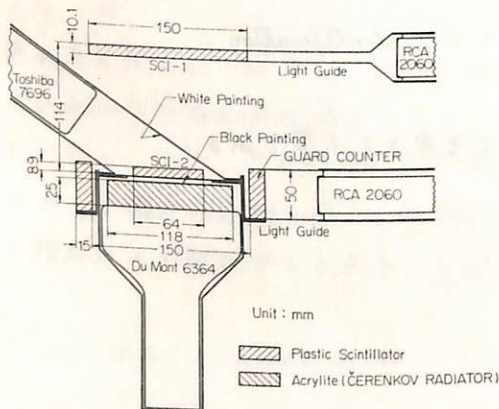 150
10.1
SCI-1
Light Guide
RCA
2060
Toshiba
7696
114
White Painting
Black Painting
SCI-2
GUARD COUNTER
8.9
25
50
RCA 2060
64
118
15
150
Light Guide
Du Mont 6364
Unit : mm
Plastic Scintillator
Acrylite (ČERENKOV RADIATOR)